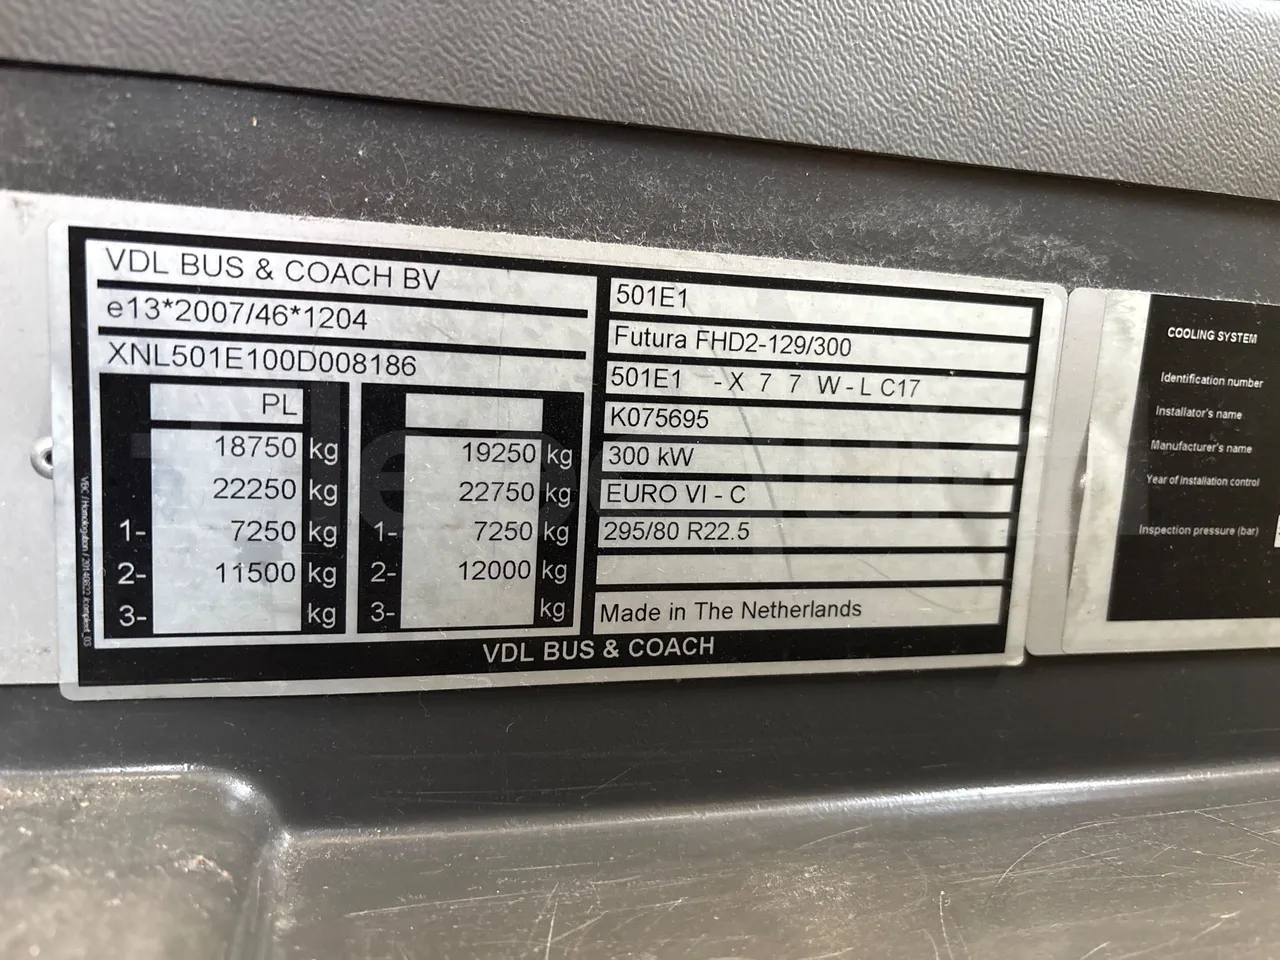 VDL BUS & COACH BV
e13*2007/46*1204
XNL501E100D008186
PL
18750 kg
22250 kg
1- 7250 kg
2- 11500 kg
3- kg
19250 kg
22750 kg
1- 7250 kg
2- 12000 kg
3- kg
501E1
Futura FHD2-129/300
501E1 - X 7 7 W - L C17
K075695
300 kW
EURO VI - C
295/80 R22.5
Made in The Netherlands
VDL BUS & COACH
COOLING SYSTEM
Identification number
Installator's name
Manufacturer's name
Year of installation control
Inspection pressure (bar)